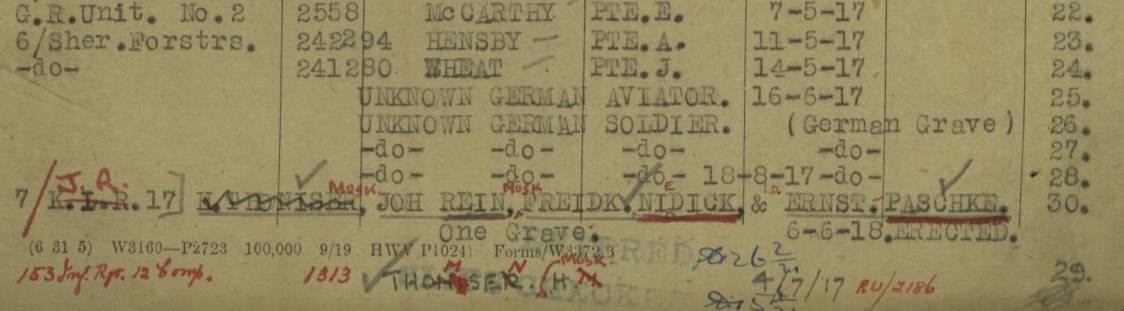 G.R.Unit. No.2 2558 McCARTHY PTE.E. 7-5-17 22.
6/Sher.Forstrs. 242294 HENSBY - PTE.A. 11-5-17 23.
-do- 241280 WHEAT - PTE.J. 14-5-17 24.
UNKNOWN GERMAN AVIATOR. 16-6-17 25.
UNKNOWN GERMAN SOLDIER. (German Grave) 26.
-do- -do- -do- -do- 27.
-do- -do- -do- 18-8-17 -do- 28.
J.R. Musk. Musk. E
7/K.I.R. 17] JOH REIN, FREIDK. NIDICK, & ERNST. PASCHKE. 30.
One Grave. 6-6-18. ERECTED.
(6 31 5) W3160—P2723 100,000 9/19 HWV P1024) Forms/W3372.3
153 Inf. Rgt. 12 Comp. 1313 Musk. H. 4/7/17 RU/2186 29.